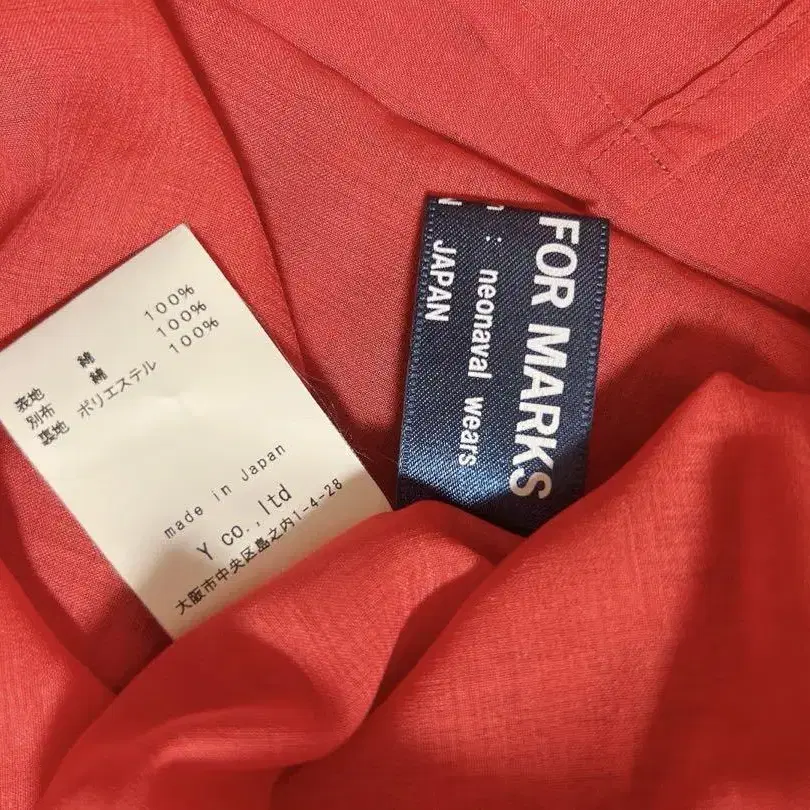 表地 綿 100%
別布 綿 100%
裏地 ポリエステル 100%
made in Japan
Y co.,ltd
大阪市中央区島之内1-4-28
FOR MARKS
: neonaval wears
JAPAN